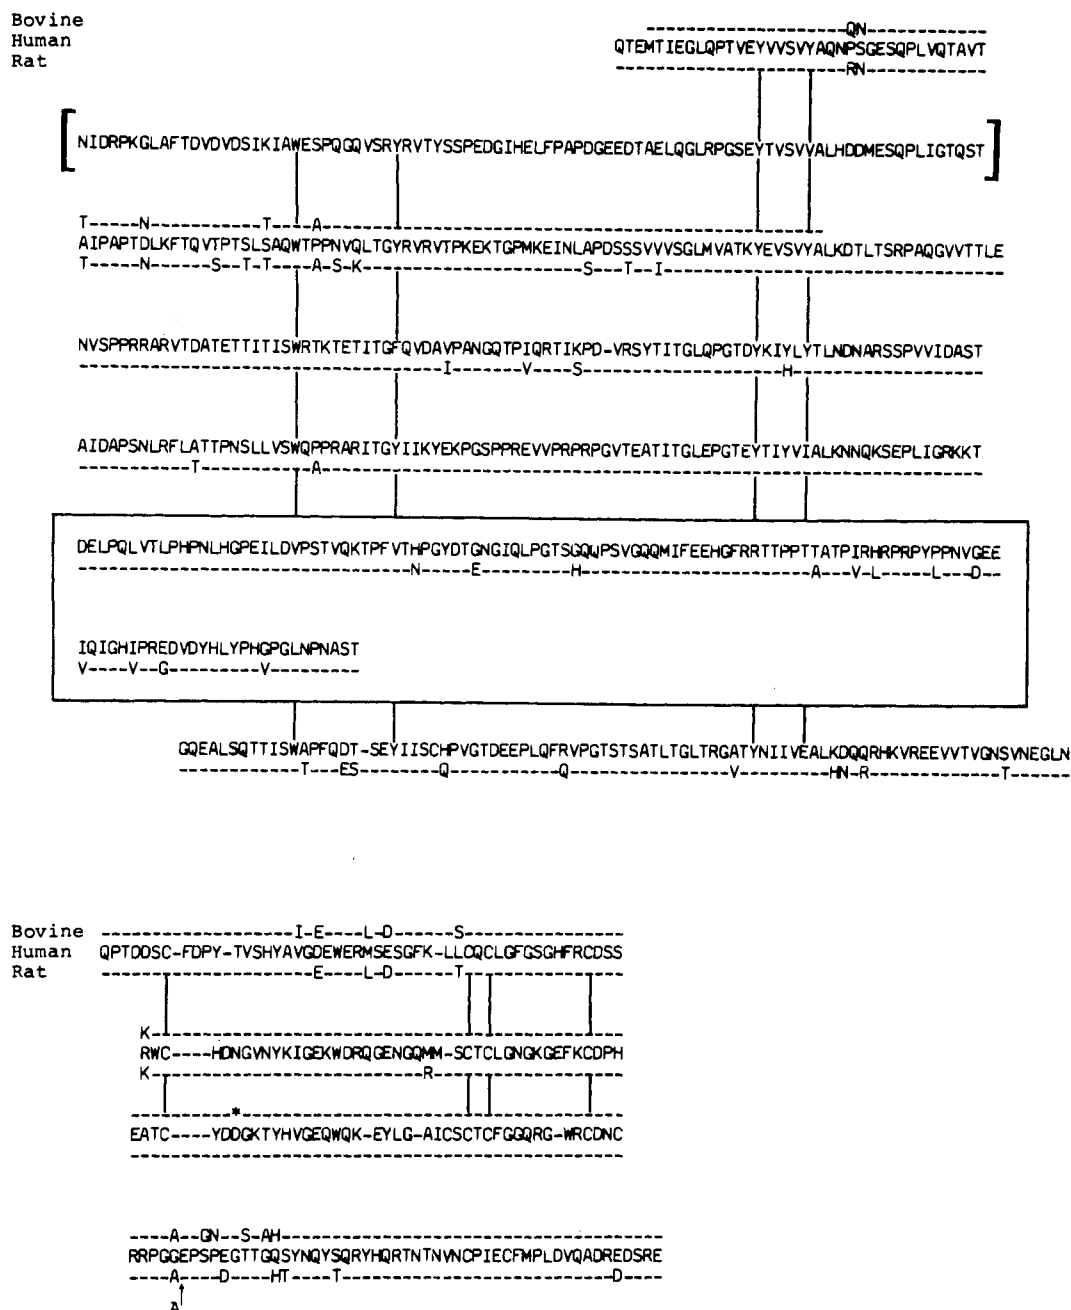 Bovine
Human
Rat
----------------------QN------------
QTEMTIEGLQPTVEYVVSVYAQNPSGESQPLVQTAVT
----------------------RN------------
NIDRPKGLAFTDVDVDSIKIAWESPQGQVSRYRVTYSSPEDGIHELFPAPDGEEDTAELQGLRPGSEYTVSVVALHDDMESQPLIGTQST
T-----N-----------T----A--------------------------------------------------
AIPAPTDLKFTQVTPTSLSAQWTPPNVQLTGYRVRVTPKEKTGPMKEINLAPDSSSVVVSGLMVATKYEVSVYALKDTLTSRPAQGVVTTLE
T-----N------S--T-T----A-S-K----------------------S---T--I----------------------------------
NVSPPRRARVTDATETTITISWRTKTETITGFQVDAVPANGQTPIQRTIKPD-VRSYTITGLQPGTDYKIYLYTLNDNARSSPVVIDAST
------------------------------------I-------V----S--------------------H-------------------
AIDAPSNLRFLATTPNSLLVSWQPPRARITGYIIKYEKPGSPPREVVPRPRPGVTEATITGLEPGTEYTIYVIALKNNQKSEPLIGRKKT
-----------T-----------A------------------------------------------------------------------
DELPQLVTLPHPNLHGPEILDVPSTVQKTPFVTHPGYDTGNGIQLPGTSGQQPSVGQQMIFEEHGFRRTTPPTTATPIRHRPRPYPPNVGEE
---------------------------------N-----E---------H-----------------------A---V-L-----L---D--
IQIGHIPREDVDYHLYPHGPGLNPNAST
V----V--G---------V---------
GQEALSQTTISWAPFQDT-SEYIISCHPVGTDEEPLQFRVPGTSTSATLTGLTRGATYNIIVEALKDQQRHKVREEVVTVGNSVNEGLN
------------T---ES--------Q-----------Q----------------V---------HN-R-------------T------
Bovine
Human
Rat
-------------------I-E----L-D------S----------------
QPTDDSC-FDPY-TVSHYAVGDEWERMSESGFK-LLCQCLGFGSGHFRCDSS
---------------------E----L-D------T----------------
K-----------------------------------------------
RWC----HDNGVNYKIGEKWDRQGENGQMM-SCTCLGNGKGEFKCDPH
K---------------------------R-------------------
----------*--------------------------------------
EATC----YDDGKTYHVGEQWQK-EYLG-AICSCTCFGGQRG-WRCDNC
-------------------------------------------------
----A--GN--S-AH--------------------------------------
RRPGGEPSPEGTTGQSYNQYSQRYHQRTNTNVNCPIECFMPLDVQADREDSRE
----A----D----HT----T---------------------------D----
A